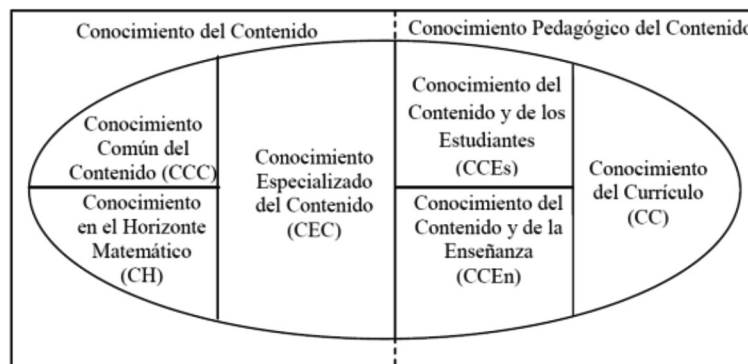 Conocimiento del Contenido
Conocimiento Pedagógico del Contenido
Conocimiento
Común del
Contenido (CCC)
Conocimiento
en el Horizonte
Matemático
(CH)
Conocimiento
Especializado
del Contenido
(CEC)
Conocimiento del
Contenido y de los
Estudiantes
(CCEs)
Conocimiento del
Contenido y de la
Enseñanza
(CCEn)
Conocimiento
del Currículo
(CC)